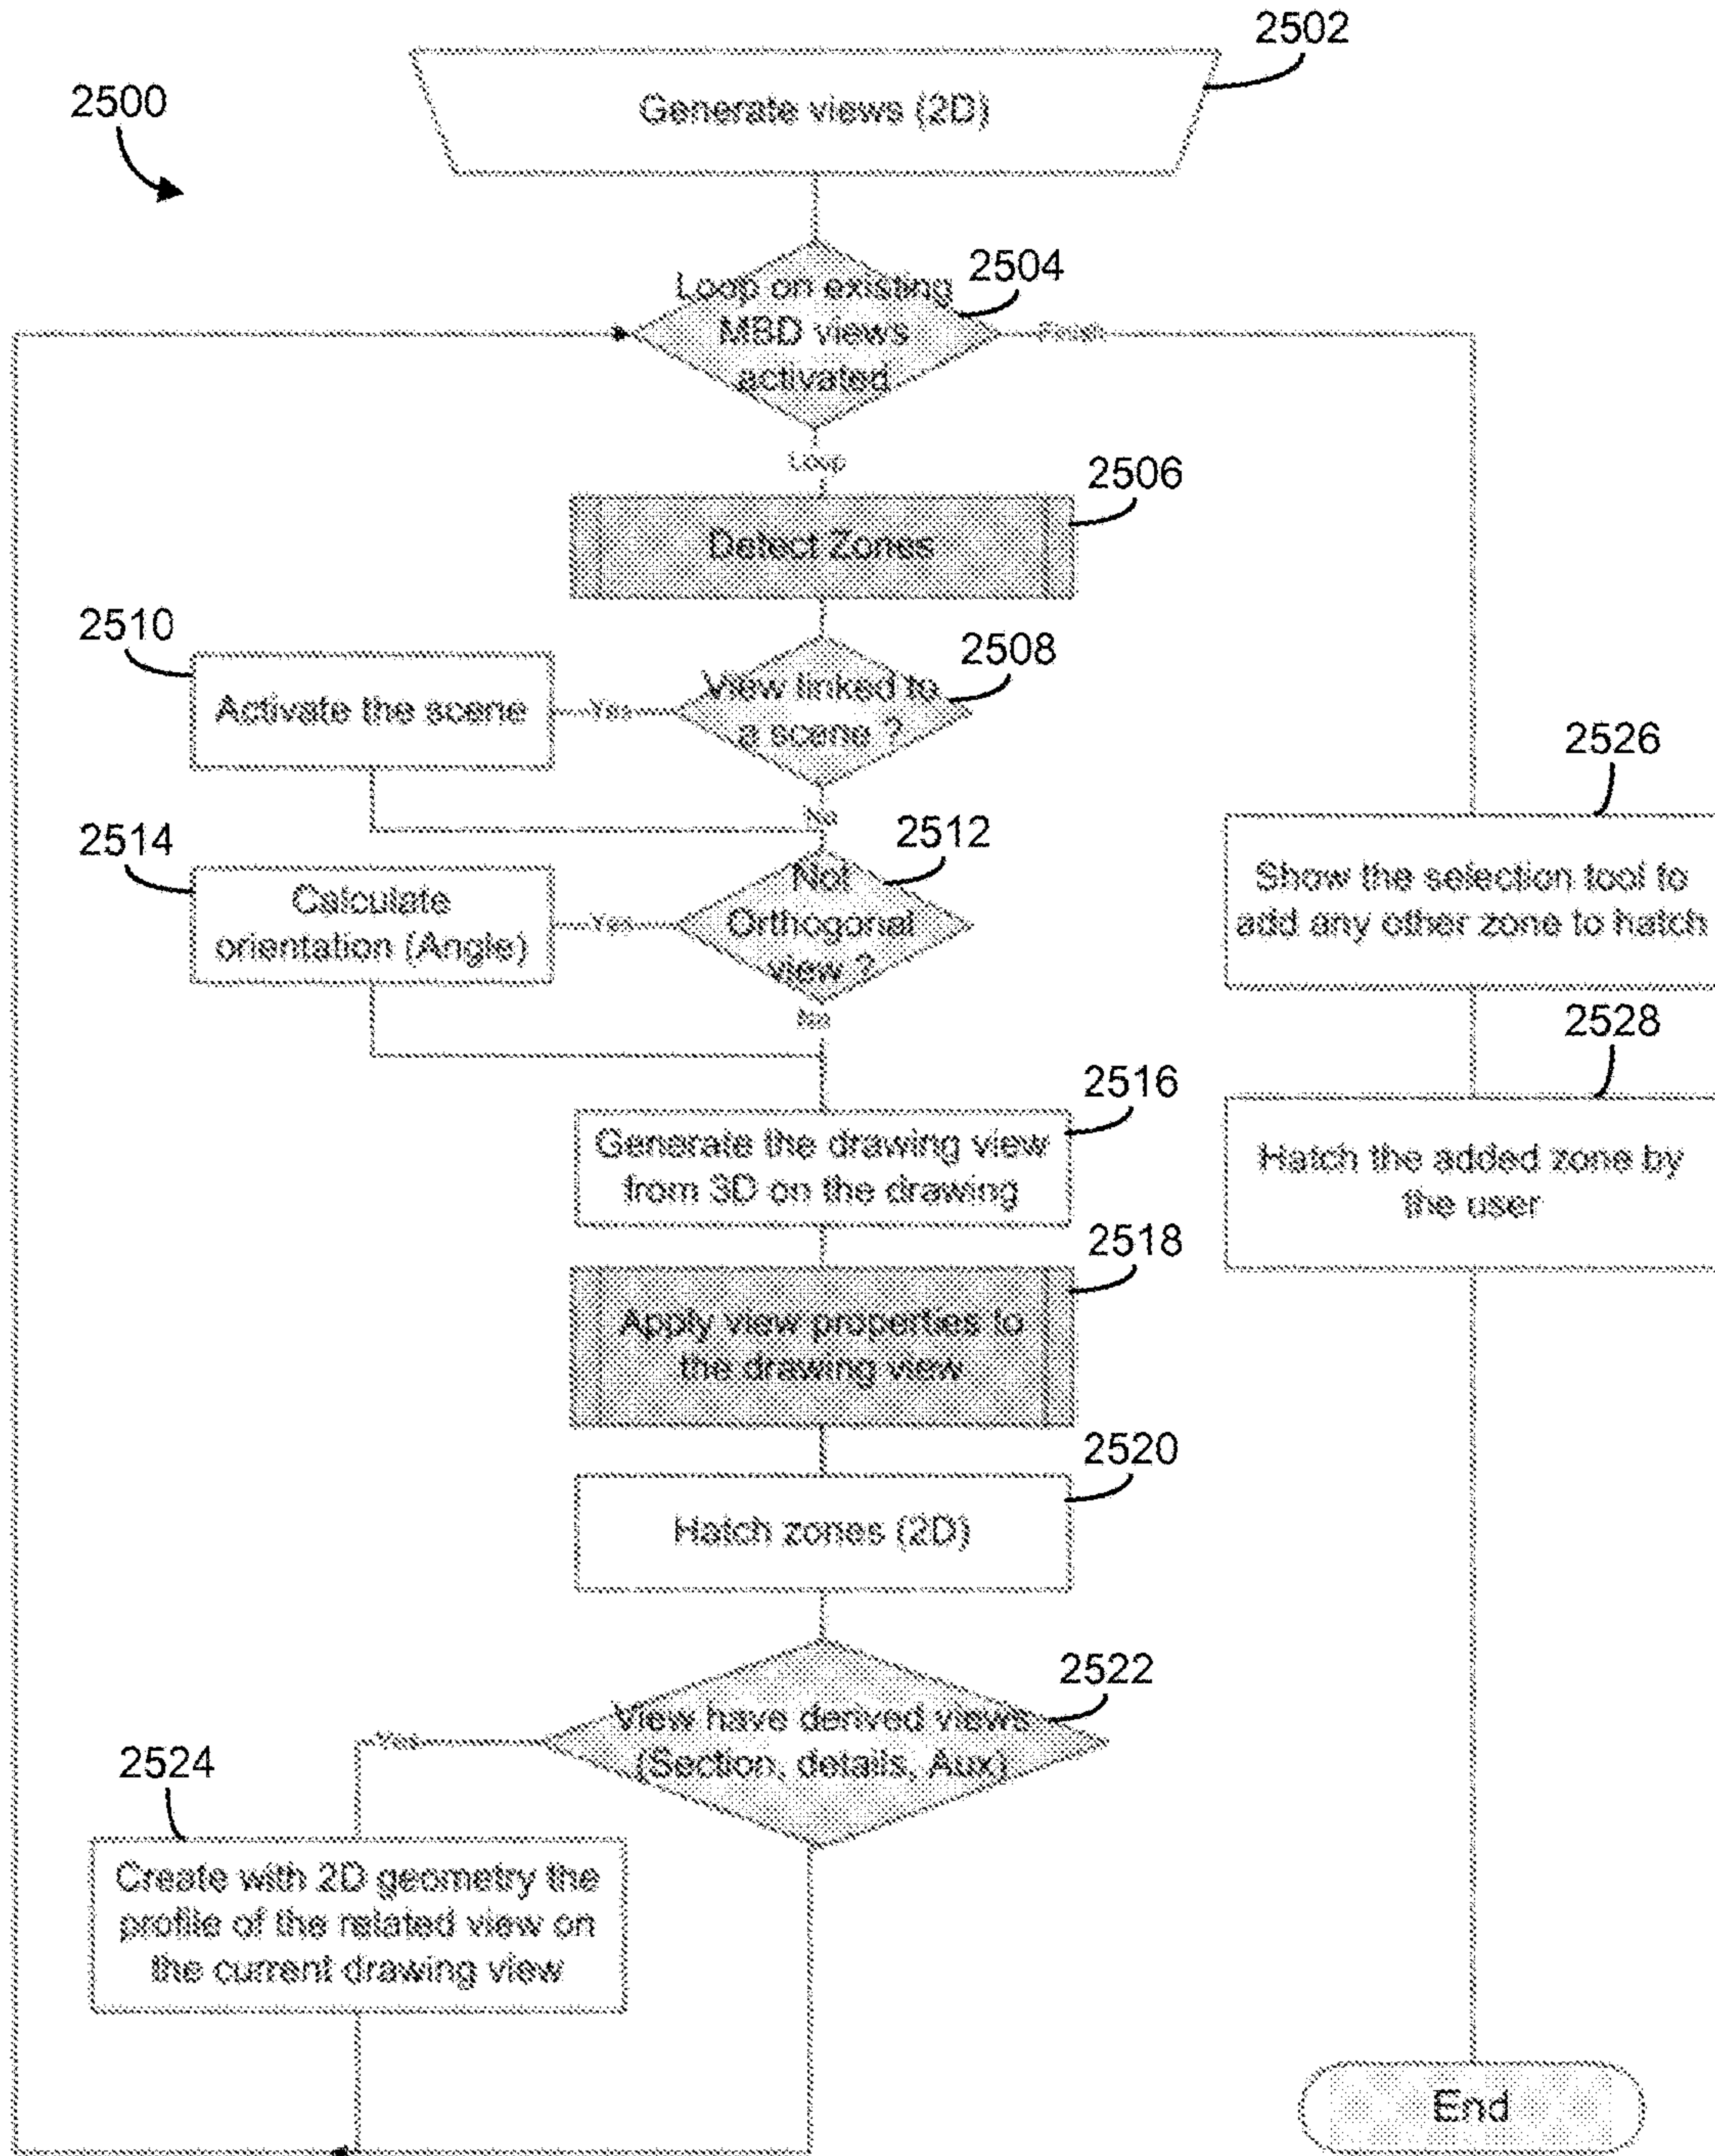 2502
Generate views (2D)
2500
2504
Loop on existing
MBD views
activated
Finish
Loop
2506
Detect Zones
2510
2508
Activate the scene
Yes
View linked to
a scene ?
No
2514
2512
Calculate
orientation (Angle)
Yes
Not
Orthogonal
view ?
No
2526
Show the selection tool to
add any other zone to hatch
2528
Hatch the added zone by
the user
2516
Generate the drawing view
from 3D on the drawing
2518
Apply view properties to
the drawing view
2520
Hatch zones (2D)
2522
View have derived views
(Section, details, Aux)
Yes
2524
Create with 2D geometry the
profile of the related view on
the current drawing view
End